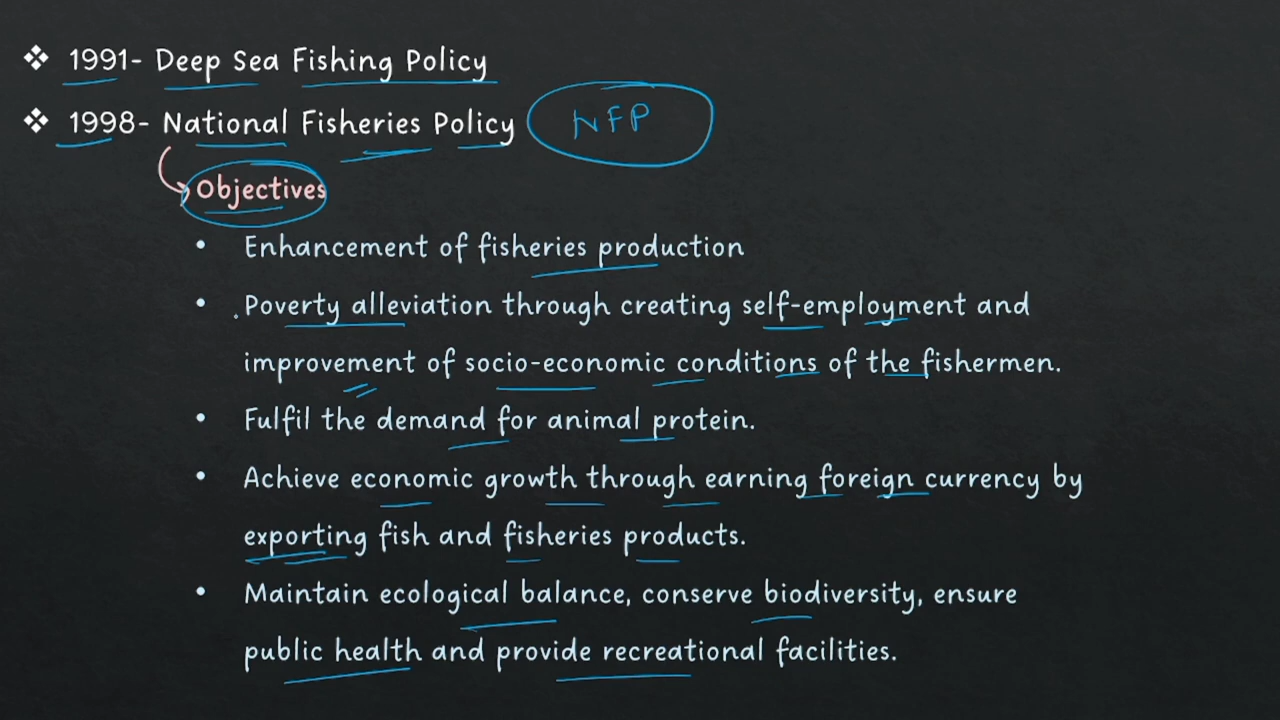 ❖ 1991- Deep Sea Fishing Policy
❖ 1998- National Fisheries Policy NFP
Objectives
• Enhancement of fisheries production
• Poverty alleviation through creating self-employment and
improvement of socio-economic conditions of the fishermen.
• Fulfil the demand for animal protein.
• Achieve economic growth through earning foreign currency by
exporting fish and fisheries products.
• Maintain ecological balance, conserve biodiversity, ensure
public health and provide recreational facilities.